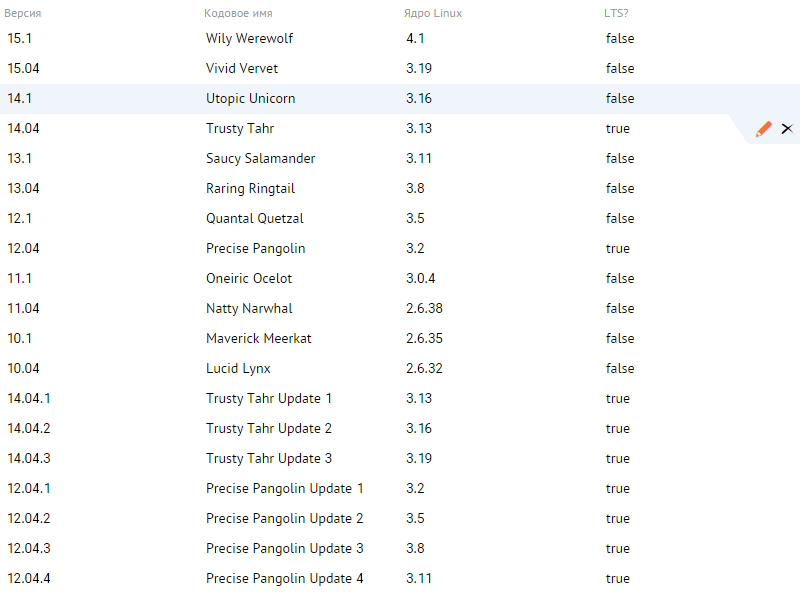 Версия Кодовое имя Ядро Linux LTS?
15.1 Wily Werewolf 4.1 false
15.04 Vivid Vervet 3.19 false
14.1 Utopic Unicorn 3.16 false
14.04 Trusty Tahr 3.13 true
13.1 Saucy Salamander 3.11 false
13.04 Raring Ringtail 3.8 false
12.1 Quantal Quetzal 3.5 false
12.04 Precise Pangolin 3.2 true
11.1 Oneiric Ocelot 3.0.4 false
11.04 Natty Narwhal 2.6.38 false
10.1 Maverick Meerkat 2.6.35 false
10.04 Lucid Lynx 2.6.32 false
14.04.1 Trusty Tahr Update 1 3.13 true
14.04.2 Trusty Tahr Update 2 3.16 true
14.04.3 Trusty Tahr Update 3 3.19 true
12.04.1 Precise Pangolin Update 1 3.2 true
12.04.2 Precise Pangolin Update 2 3.5 true
12.04.3 Precise Pangolin Update 3 3.8 true
12.04.4 Precise Pangolin Update 4 3.11 true